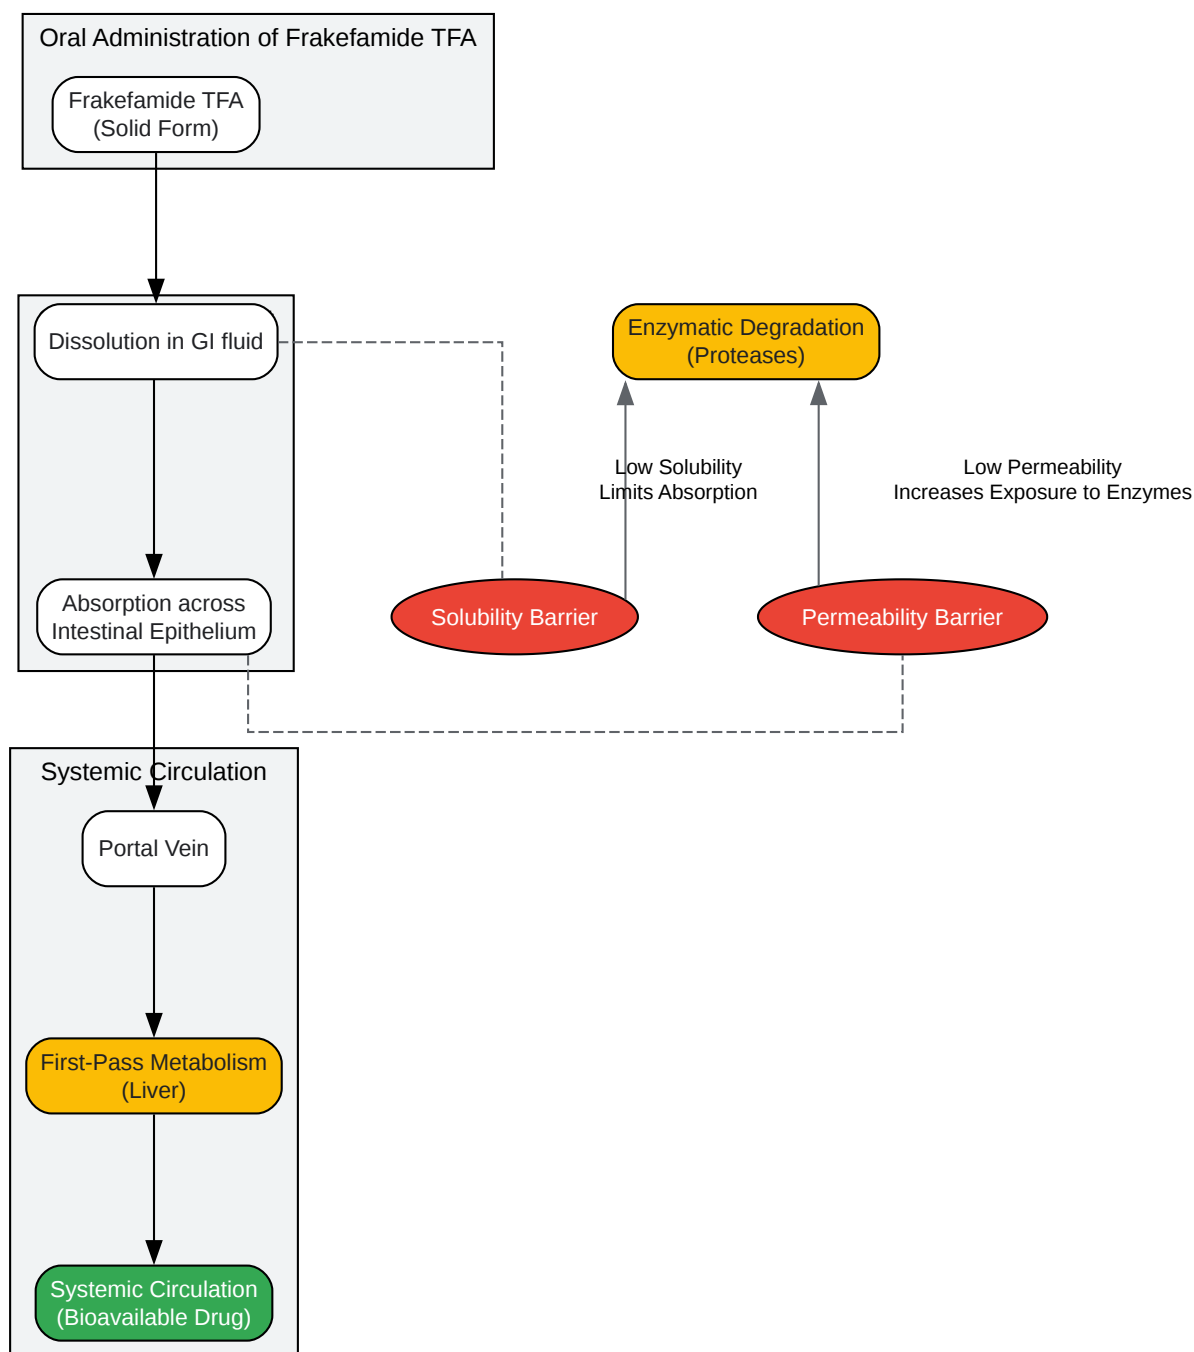 Oral Administration of Frakefamide TFA
Frakefamide TFA
(Solid Form)
Dissolution in GI fluid
Enzymatic Degradation
(Proteases)
Low Solubility
Limits Absorption
Low Permeability
Increases Exposure to Enzymes
Absorption across
Intestinal Epithelium
Solubility Barrier
Permeability Barrier
Systemic Circulation
Portal Vein
First-Pass Metabolism
(Liver)
Systemic Circulation
(Bioavailable Drug)